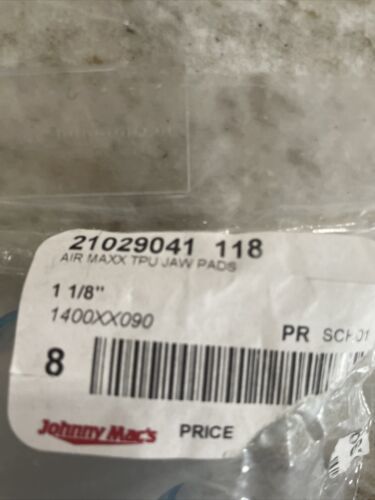 21029041 118
AIR MAXX TPU JAW PADS
1 1/8"
1400XX090
PR
8
Johnny Mac's PRICE